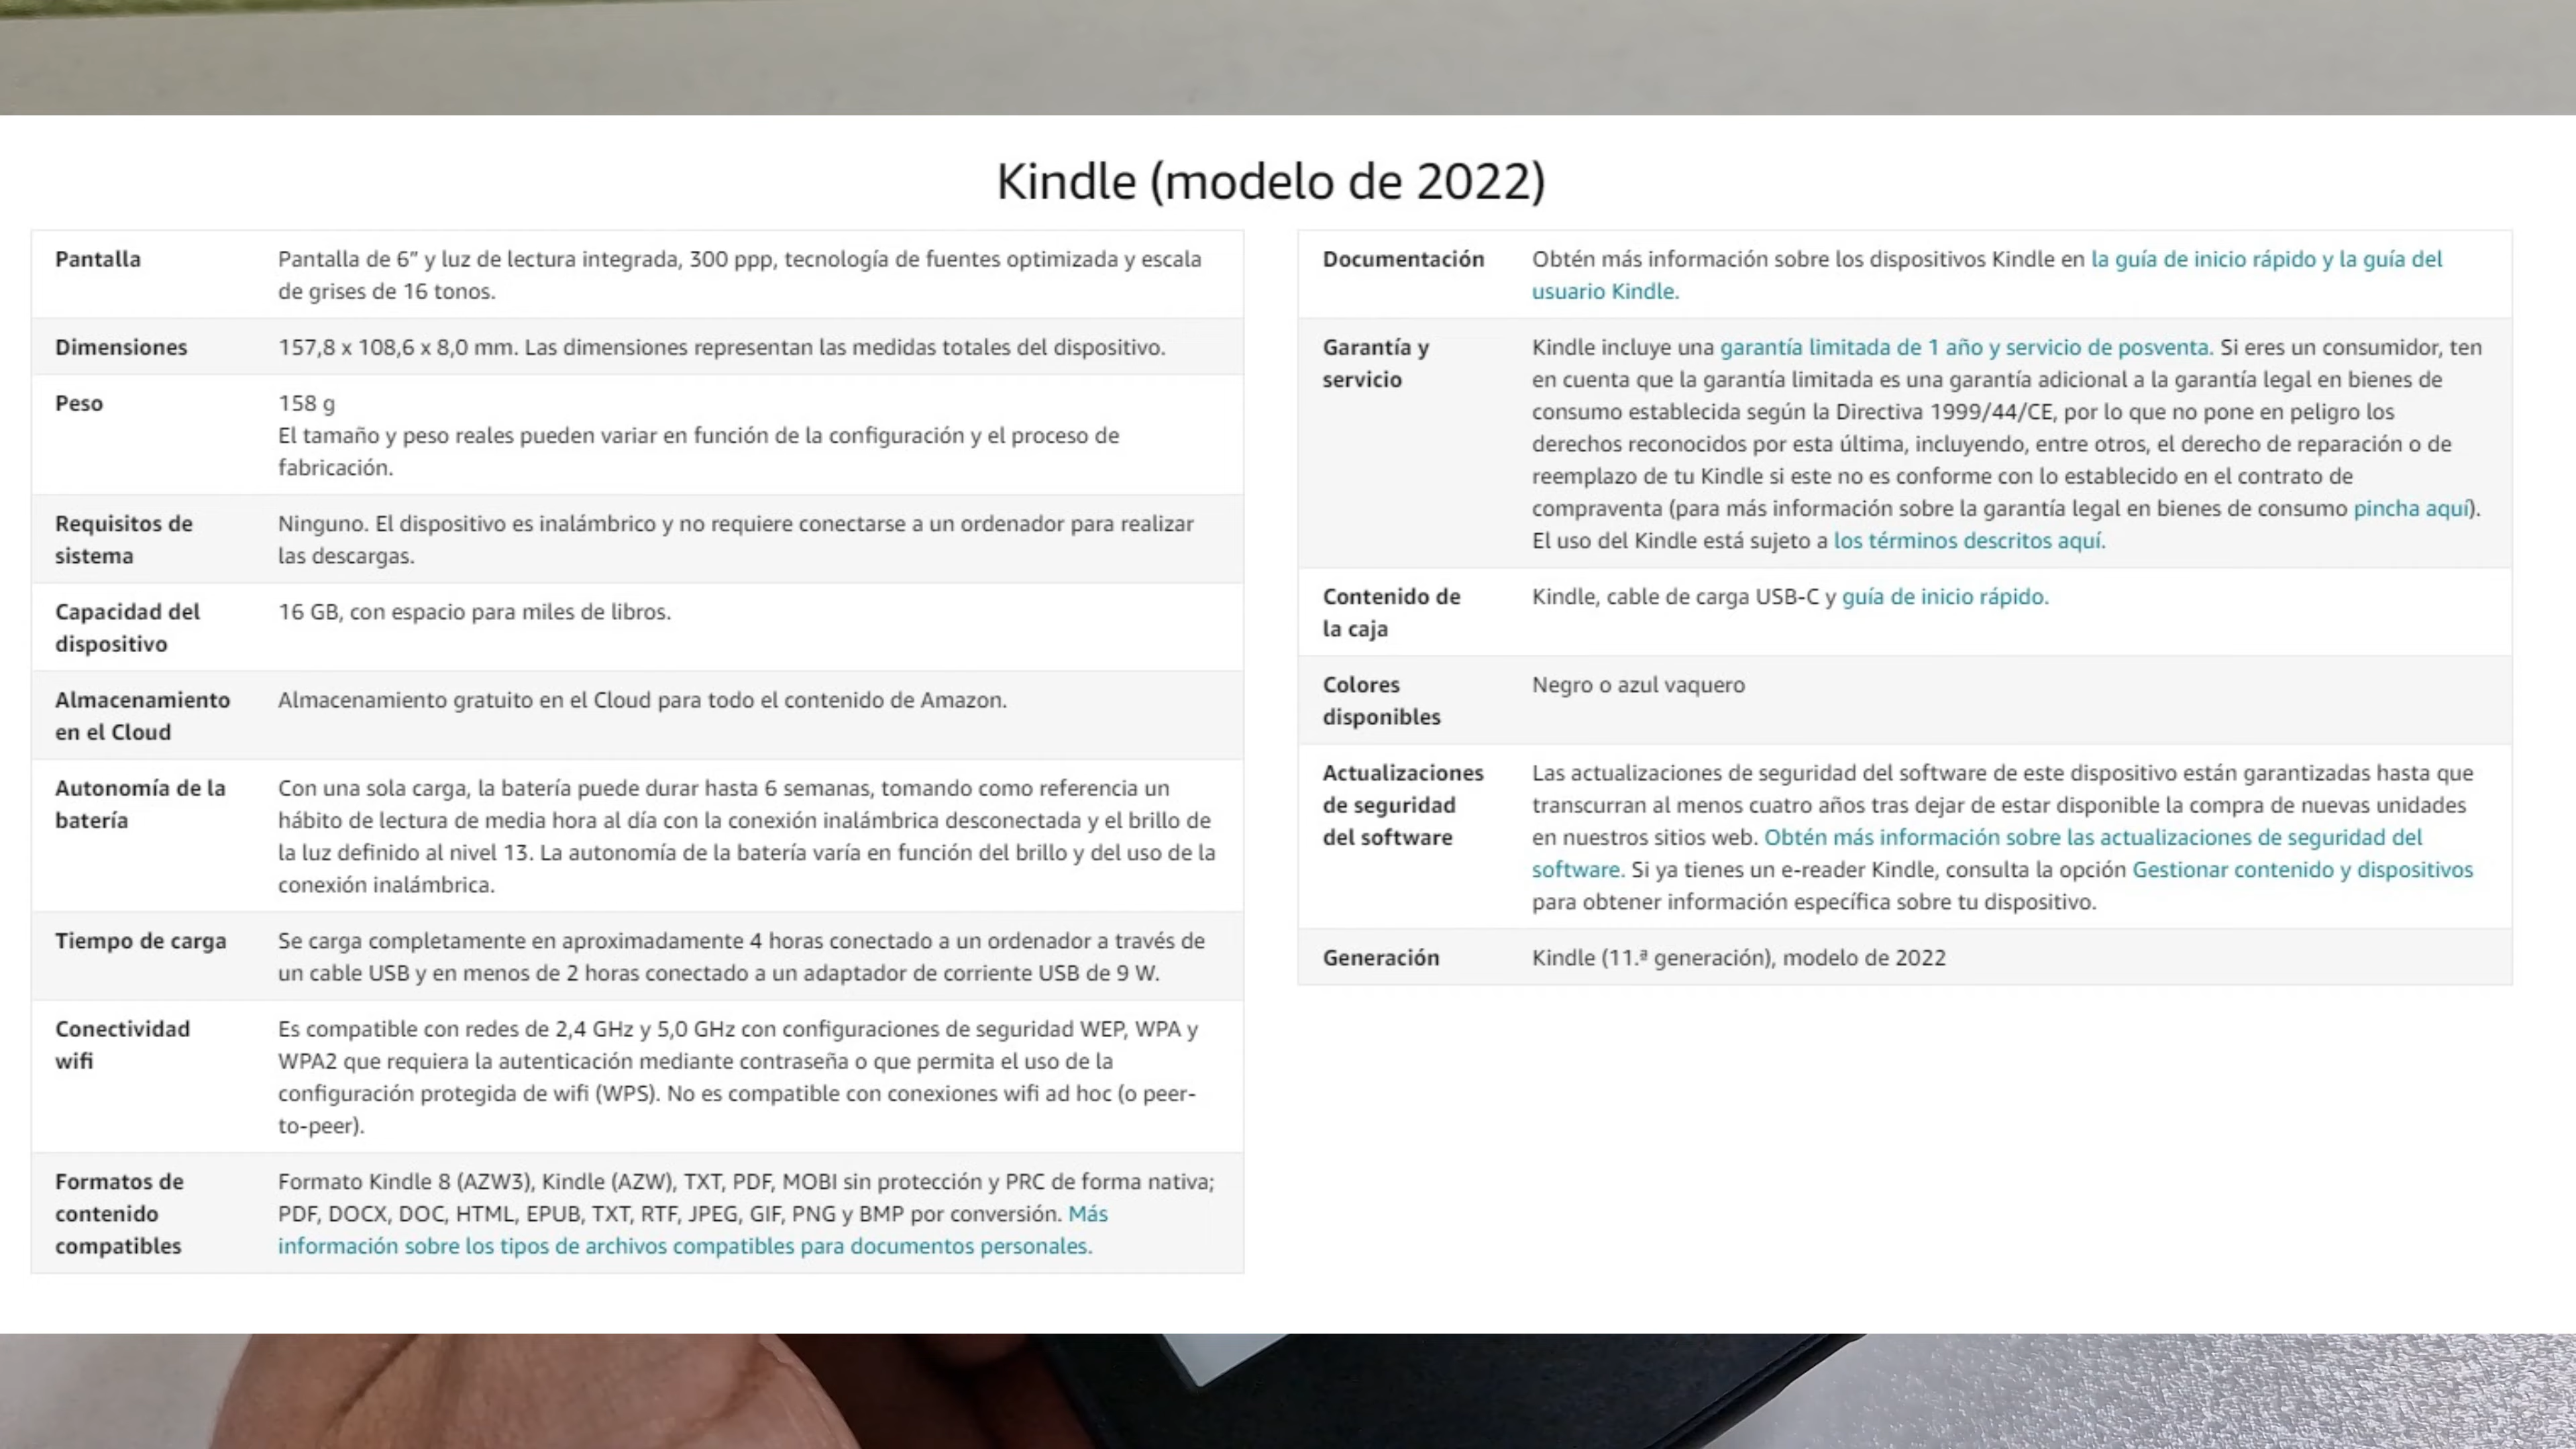 Kindle (modelo de 2022)
Pantalla
Pantalla de 6” y luz de lectura integrada, 300 ppp, tecnología de fuentes optimizada y escala
de grises de 16 tonos.
Dimensiones
157,8 x 108,6 x 8,0 mm. Las dimensiones representan las medidas totales del dispositivo.
Peso
158 g
El tamaño y peso reales pueden variar en función de la configuración y el proceso de
fabricación.
Requisitos de
sistema
Ninguno. El dispositivo es inalámbrico y no requiere conectarse a un ordenador para realizar
las descargas.
Capacidad del
dispositivo
16 GB, con espacio para miles de libros.
Almacenamiento
en el Cloud
Almacenamiento gratuito en el Cloud para todo el contenido de Amazon.
Autonomía de la
batería
Con una sola carga, la batería puede durar hasta 6 semanas, tomando como referencia un
hábito de lectura de media hora al día con la conexión inalámbrica desconectada y el brillo de
la luz definido al nivel 13. La autonomía de la batería varía en función del brillo y del uso de la
conexión inalámbrica.
Tiempo de carga
Se carga completamente en aproximadamente 4 horas conectado a un ordenador a través de
un cable USB y en menos de 2 horas conectado a un adaptador de corriente USB de 9 W.
Conectividad
wifi
Es compatible con redes de 2,4 GHz y 5,0 GHz con configuraciones de seguridad WEP, WPA y
WPA2 que requiera la autenticación mediante contraseña o que permita el uso de la
configuración protegida de wifi (WPS). No es compatible con conexiones wifi ad hoc (o peer-
to-peer).
Formatos de
contenido
compatibles
Formato Kindle 8 (AZW3), Kindle (AZW), TXT, PDF, MOBI sin protección y PRC de forma nativa;
PDF, DOCX, DOC, HTML, EPUB, TXT, RTF, JPEG, GIF, PNG y BMP por conversión. Más
información sobre los tipos de archivos compatibles para documentos personales.
Documentación
Obtén más información sobre los dispositivos Kindle en la guía de inicio rápido y la guía del
usuario Kindle.
Garantía y
servicio
Kindle incluye una garantía limitada de 1 año y servicio de posventa. Si eres un consumidor, ten
en cuenta que la garantía limitada es una garantía adicional a la garantía legal en bienes de
consumo establecida según la Directiva 1999/44/CE, por lo que no pone en peligro los
derechos reconocidos por esta última, incluyendo, entre otros, el derecho de reparación o de
reemplazo de tu Kindle si este no es conforme con lo establecido en el contrato de
compraventa (para más información sobre la garantía legal en bienes de consumo pincha aquí).
El uso del Kindle está sujeto a los términos descritos aquí.
Contenido de
la caja
Kindle, cable de carga USB-C y guía de inicio rápido.
Colores
disponibles
Negro o azul vaquero
Actualizaciones
de seguridad
del software
Las actualizaciones de seguridad del software de este dispositivo están garantizadas hasta que
transcurran al menos cuatro años tras dejar de estar disponible la compra de nuevas unidades
en nuestros sitios web. Obtén más información sobre las actualizaciones de seguridad del
software. Si ya tienes un e-reader Kindle, consulta la opción Gestionar contenido y dispositivos
para obtener información específica sobre tu dispositivo.
Generación
Kindle (11.ª generación), modelo de 2022